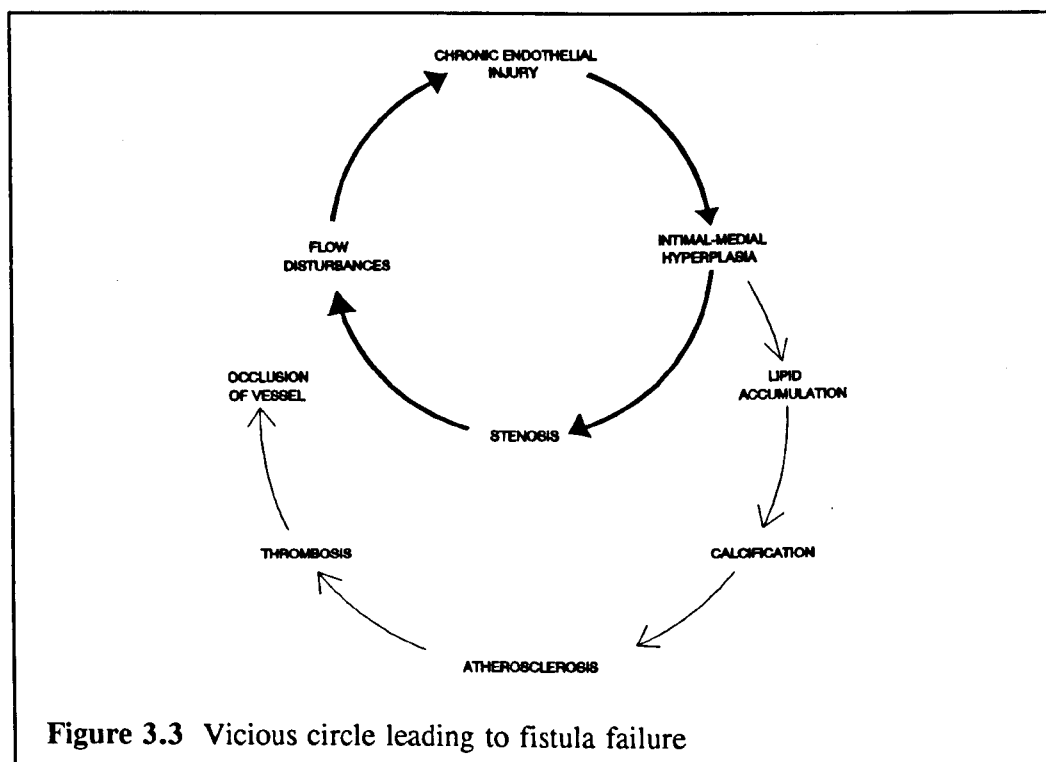 CHRONIC ENDOTHELIAL
INJURY
INTIMAL-MEDIAL
HYPERPLASIA
FLOW
DISTURBANCES
STENOSIS
LIPID
ACCUMULATION
OCCLUSION
OF VESSEL
CALCIFICATION
THROMBOSIS
ATHEROSCLEROSIS
Figure 3.3 Vicious circle leading to fistula failure